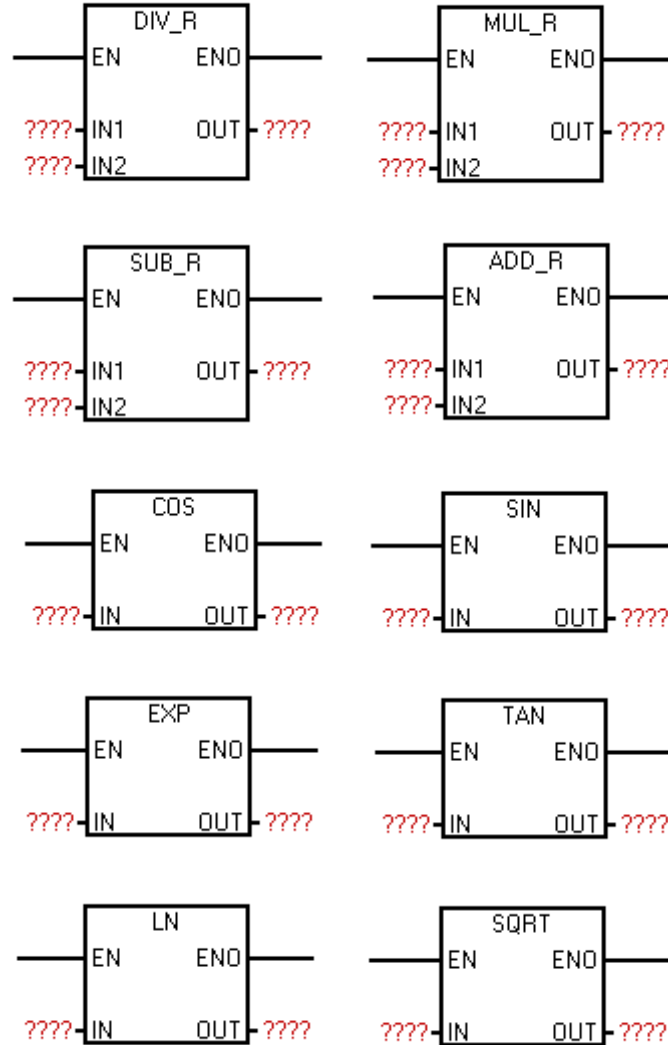 DIV_R
EN ENO
???? IN1 OUT ????
???? IN2
MUL_R
EN ENO
???? IN1 OUT ????
???? IN2
SUB_R
EN ENO
???? IN1 OUT ????
???? IN2
ADD_R
EN ENO
???? IN1 OUT ????
???? IN2
COS
EN ENO
???? IN OUT ????
SIN
EN ENO
???? IN OUT ????
EXP
EN ENO
???? IN OUT ????
TAN
EN ENO
???? IN OUT ????
LN
EN ENO
???? IN OUT ????
SQRT
EN ENO
???? IN OUT ????